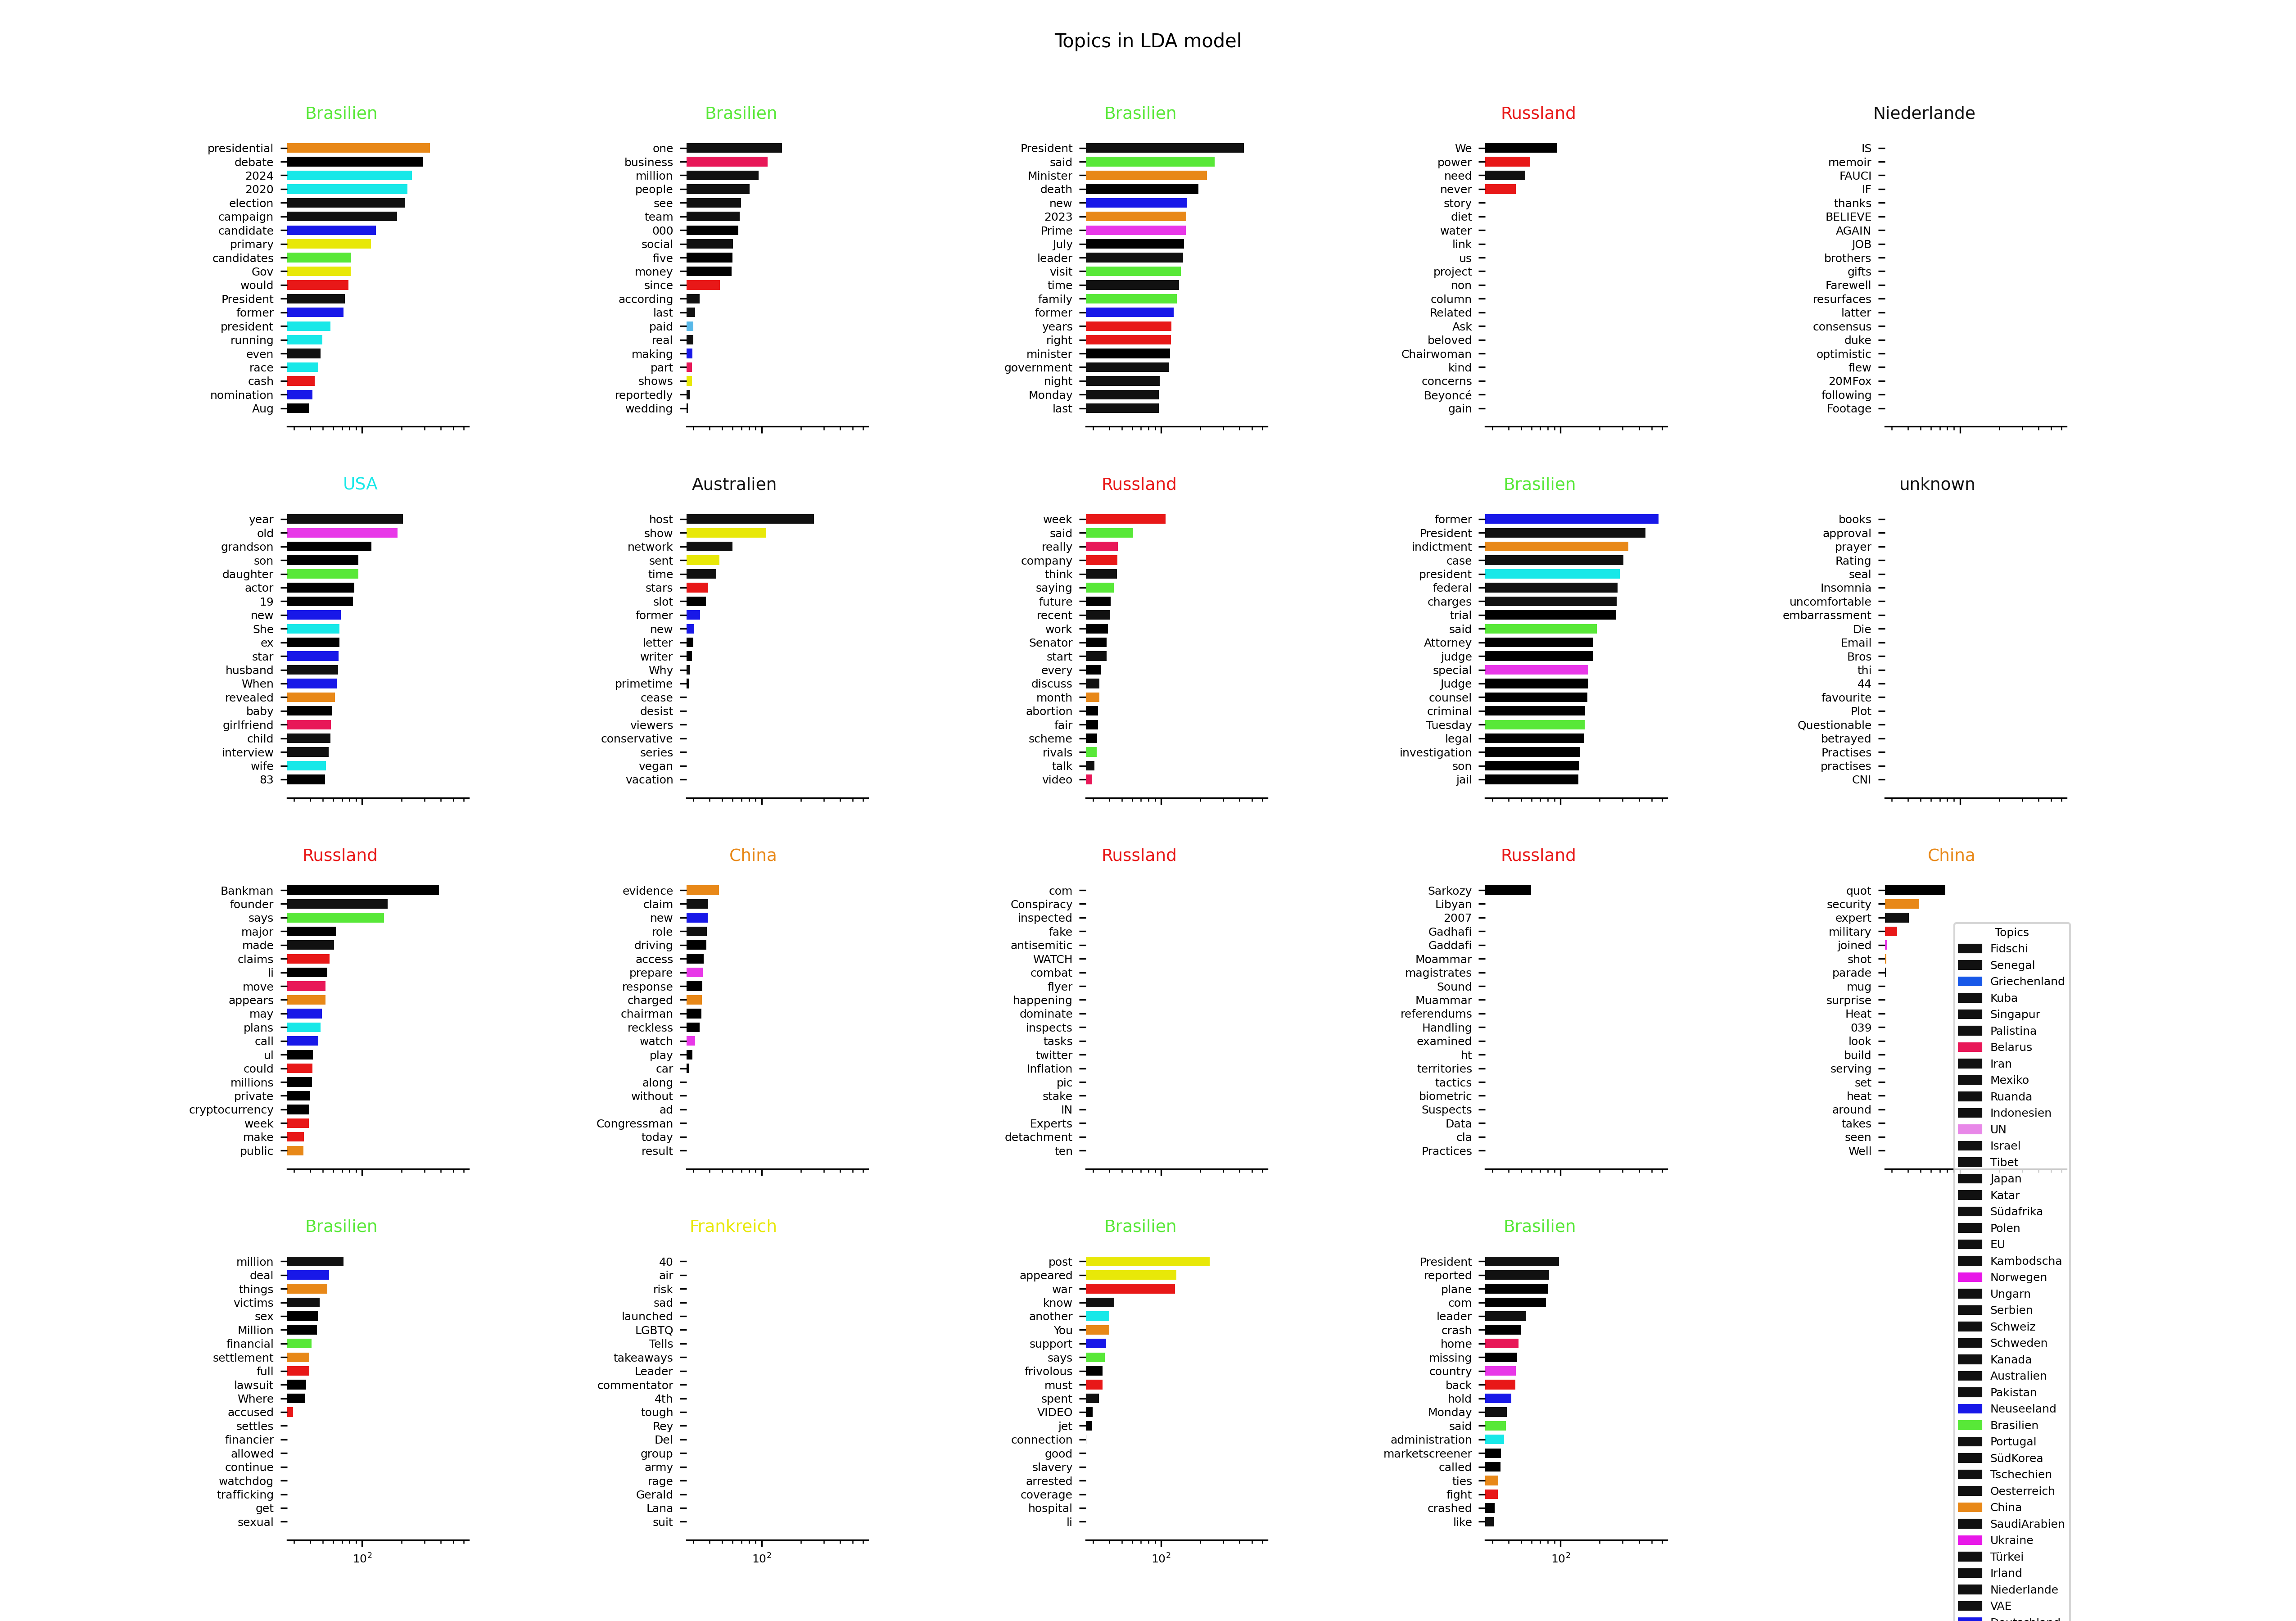 Topics in LDA model
Brasilien
presidential
debate
2024
2020
election
campaign
candidate
primary
candidates
Gov
would
President
former
president
running
even
race
cash
nomination
Aug
Brasilien
one
business
million
people
see
team
000
social
five
money
since
according
last
paid
real
making
part
shows
reportedly
wedding
Brasilien
President
said
Minister
death
new
2023
Prime
July
leader
visit
time
family
former
years
right
minister
government
night
Monday
last
Russland
We
power
need
never
story
diet
water
link
us
project
non
column
Related
Ask
beloved
Chairwoman
kind
concerns
Beyoncé
gain
Niederlande
IS
memoir
FAUCI
IF
thanks
BELIEVE
AGAIN
JOB
brothers
gifts
Farewell
resurfaces
latter
consensus
duke
optimistic
flew
20MFox
following
Footage
USA
year
old
grandson
son
daughter
actor
19
new
She
ex
star
husband
When
revealed
baby
girlfriend
child
interview
wife
83
Australien
host
show
network
sent
time
stars
slot
former
new
letter
writer
Why
primetime
cease
desist
viewers
conservative
series
vegan
vacation
Russland
week
said
really
company
think
saying
future
recent
work
Senator
start
every
discuss
month
abortion
fair
scheme
rivals
talk
video
Brasilien
former
President
indictment
case
president
federal
charges
trial
said
Attorney
judge
special
Judge
counsel
criminal
Tuesday
legal
investigation
son
jail
unknown
books
approval
prayer
Rating
seal
Insomnia
uncomfortable
embarrassment
Die
Email
Bros
thi
44
favourite
Plot
Questionable
betrayed
Practises
practises
CNI
Russland
Bankman
founder
says
major
made
claims
li
move
appears
may
plans
call
ul
could
millions
private
cryptocurrency
week
make
public
China
evidence
claim
new
role
driving
access
prepare
response
charged
chairman
reckless
watch
play
car
along
without
ad
Congressman
today
result
Russland
com
Conspiracy
inspected
fake
antisemitic
WATCH
combat
flyer
happening
dominate
inspects
tasks
twitter
Inflation
pic
stake
IN
Experts
detachment
ten
Russland
Sarkozy
Libyan
2007
Gadhafi
Gaddafi
Moammar
magistrates
Sound
Muammar
referendums
Handling
examined
ht
territories
tactics
biometric
Suspects
Data
cla
Practices
China
quot
security
expert
military
joined
shot
parade
mug
surprise
Heat
039
look
build
serving
set
heat
around
takes
seen
Well
Brasilien
million
deal
things
victims
sex
Million
financial
settlement
full
lawsuit
Where
accused
settles
financier
allowed
continue
watchdog
trafficking
get
sexual
10²
Frankreich
40
air
risk
sad
launched
LGBTQ
Tells
takeaways
Leader
commentator
4th
tough
Rey
Del
group
army
rage
Gerald
Lana
suit
10²
Brasilien
post
appeared
war
know
another
You
support
says
frivolous
must
spent
VIDEO
jet
connection
good
slavery
arrested
coverage
hospital
li
10²
Brasilien
President
reported
plane
com
leader
crash
home
missing
country
back
hold
Monday
said
administration
marketscreener
called
ties
fight
crashed
like
10²
Topics
Fidschi
Senegal
Griechenland
Kuba
Singapur
Palistina
Belarus
Iran
Mexiko
Ruanda
Indonesien
UN
Israel
Tibet
Japan
Katar
Südafrika
Polen
EU
Kambodscha
Norwegen
Ungarn
Serbien
Schweiz
Schweden
Kanada
Australien
Pakistan
Neuseeland
Brasilien
Portugal
SüdKorea
Tschechien
Oesterreich
China
SaudiArabien
Ukraine
Türkei
Irland
Niederlande
VAE